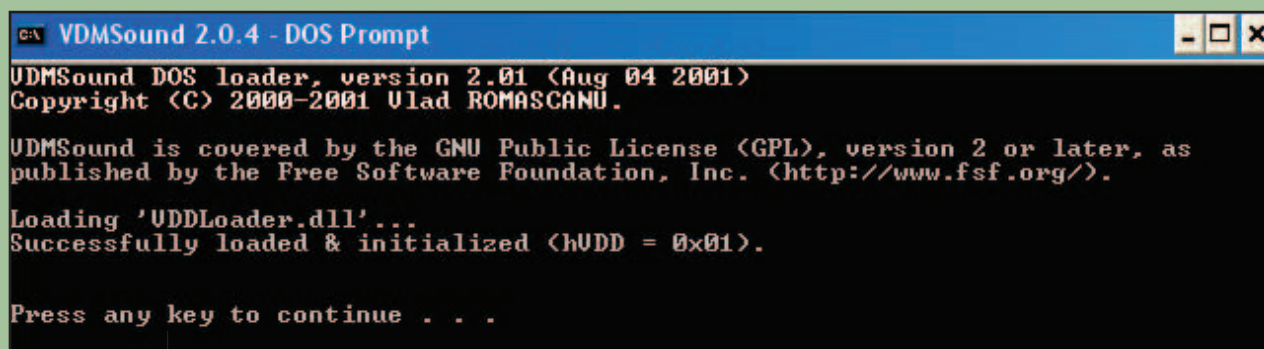 VDMSound 2.0.4 - DOS Prompt
VDMSound DOS loader, version 2.01 (Aug 04 2001)
Copyright (C) 2000-2001 Vlad ROMASCANU.
VDMSound is covered by the GNU Public License (GPL), version 2 or later, as
published by the Free Software Foundation, Inc. (http://www.fsf.org/).
Loading 'VDDLoader.dll'...
Successfully loaded & initialized (hVDD = 0x01).
Press any key to continue . . .